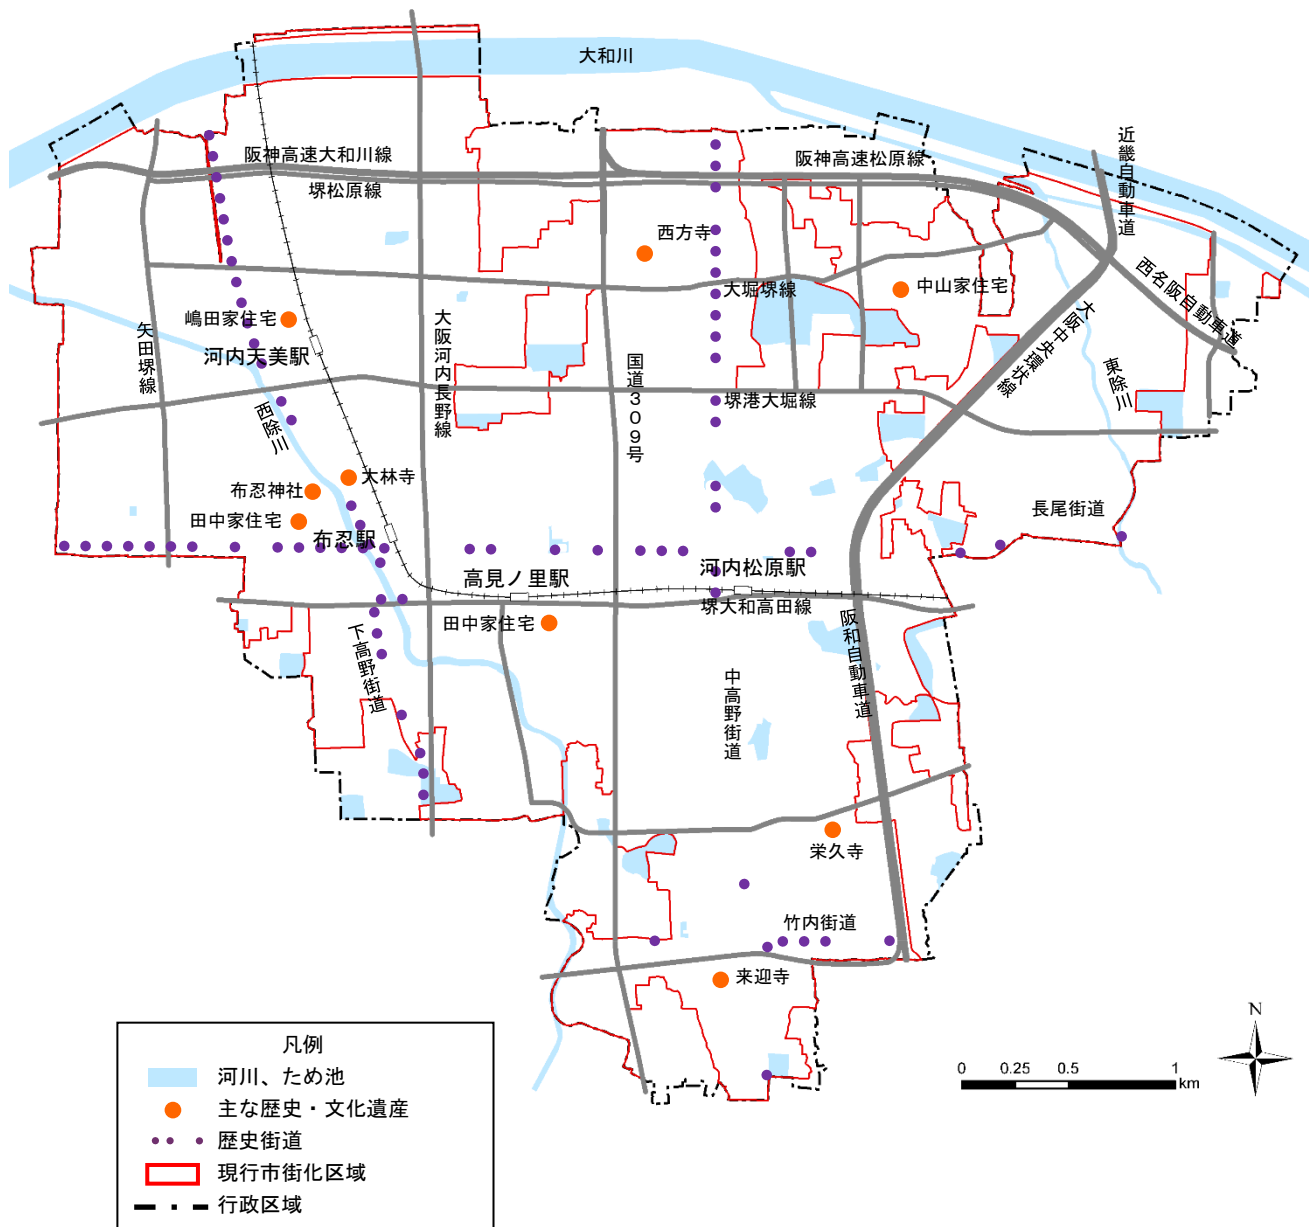 大和川
近畿自動車道
阪神高速大和川線
阪神高速松原線
堺松原線
西方寺
大堀堺線
中山家住宅
西名阪自動車道
嶋田家住宅
河内天美駅
矢田堺線
大阪河内長野線
国道309号
大阪中央環状線
東除川
西除川
堺港大堀線
大林寺
布忍神社
田中家住宅
布忍駅
長尾街道
高見ノ里駅
河内松原駅
堺大和高田線
田中家住宅
下高野街道
中高野街道
阪和自動車道
栄久寺
竹内街道
来迎寺
凡例
河川、ため池
主な歴史・文化遺産
歴史街道
現行市街化区域
行政区域
N
0 0.25 0.5 1
km